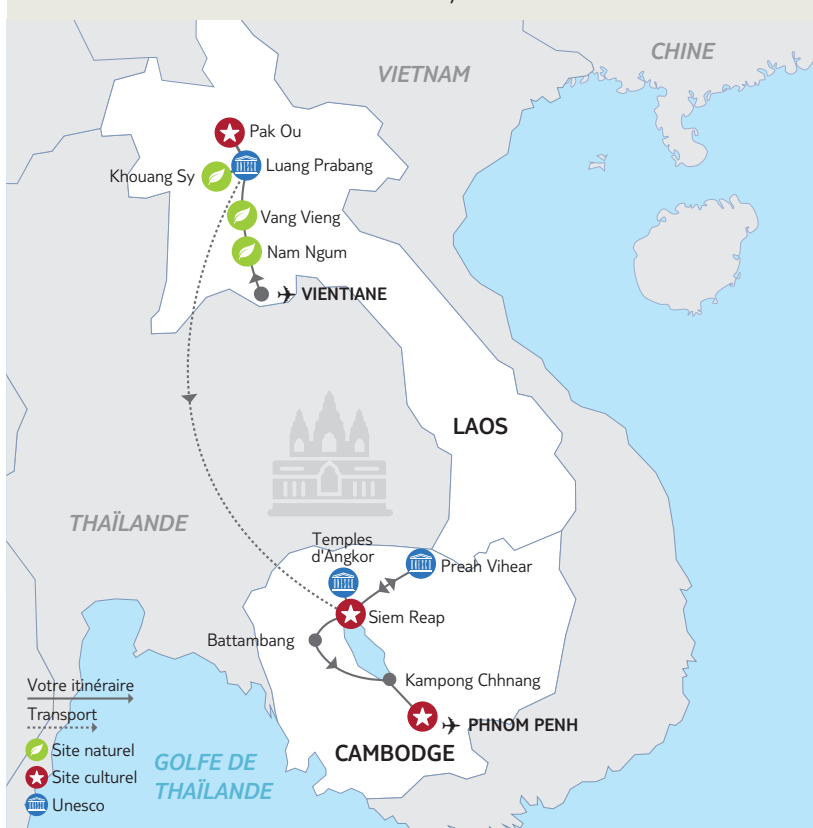 CHINE
VIETNAM
Pak Ou
Luang Prabang
Khouang Sy
Vang Vieng
Nam Ngum
VIENTIANE
LAOS
THAÏLANDE
Temples
d'Angkor
Preah Vihear
Siem Reap
Battambang
Kampong Chhnang
PHNOM PENH
CAMBODGE
GOLFE DE
THAÏLANDE
Votre itinéraire
Transport
Site naturel
Site culturel
Unesco